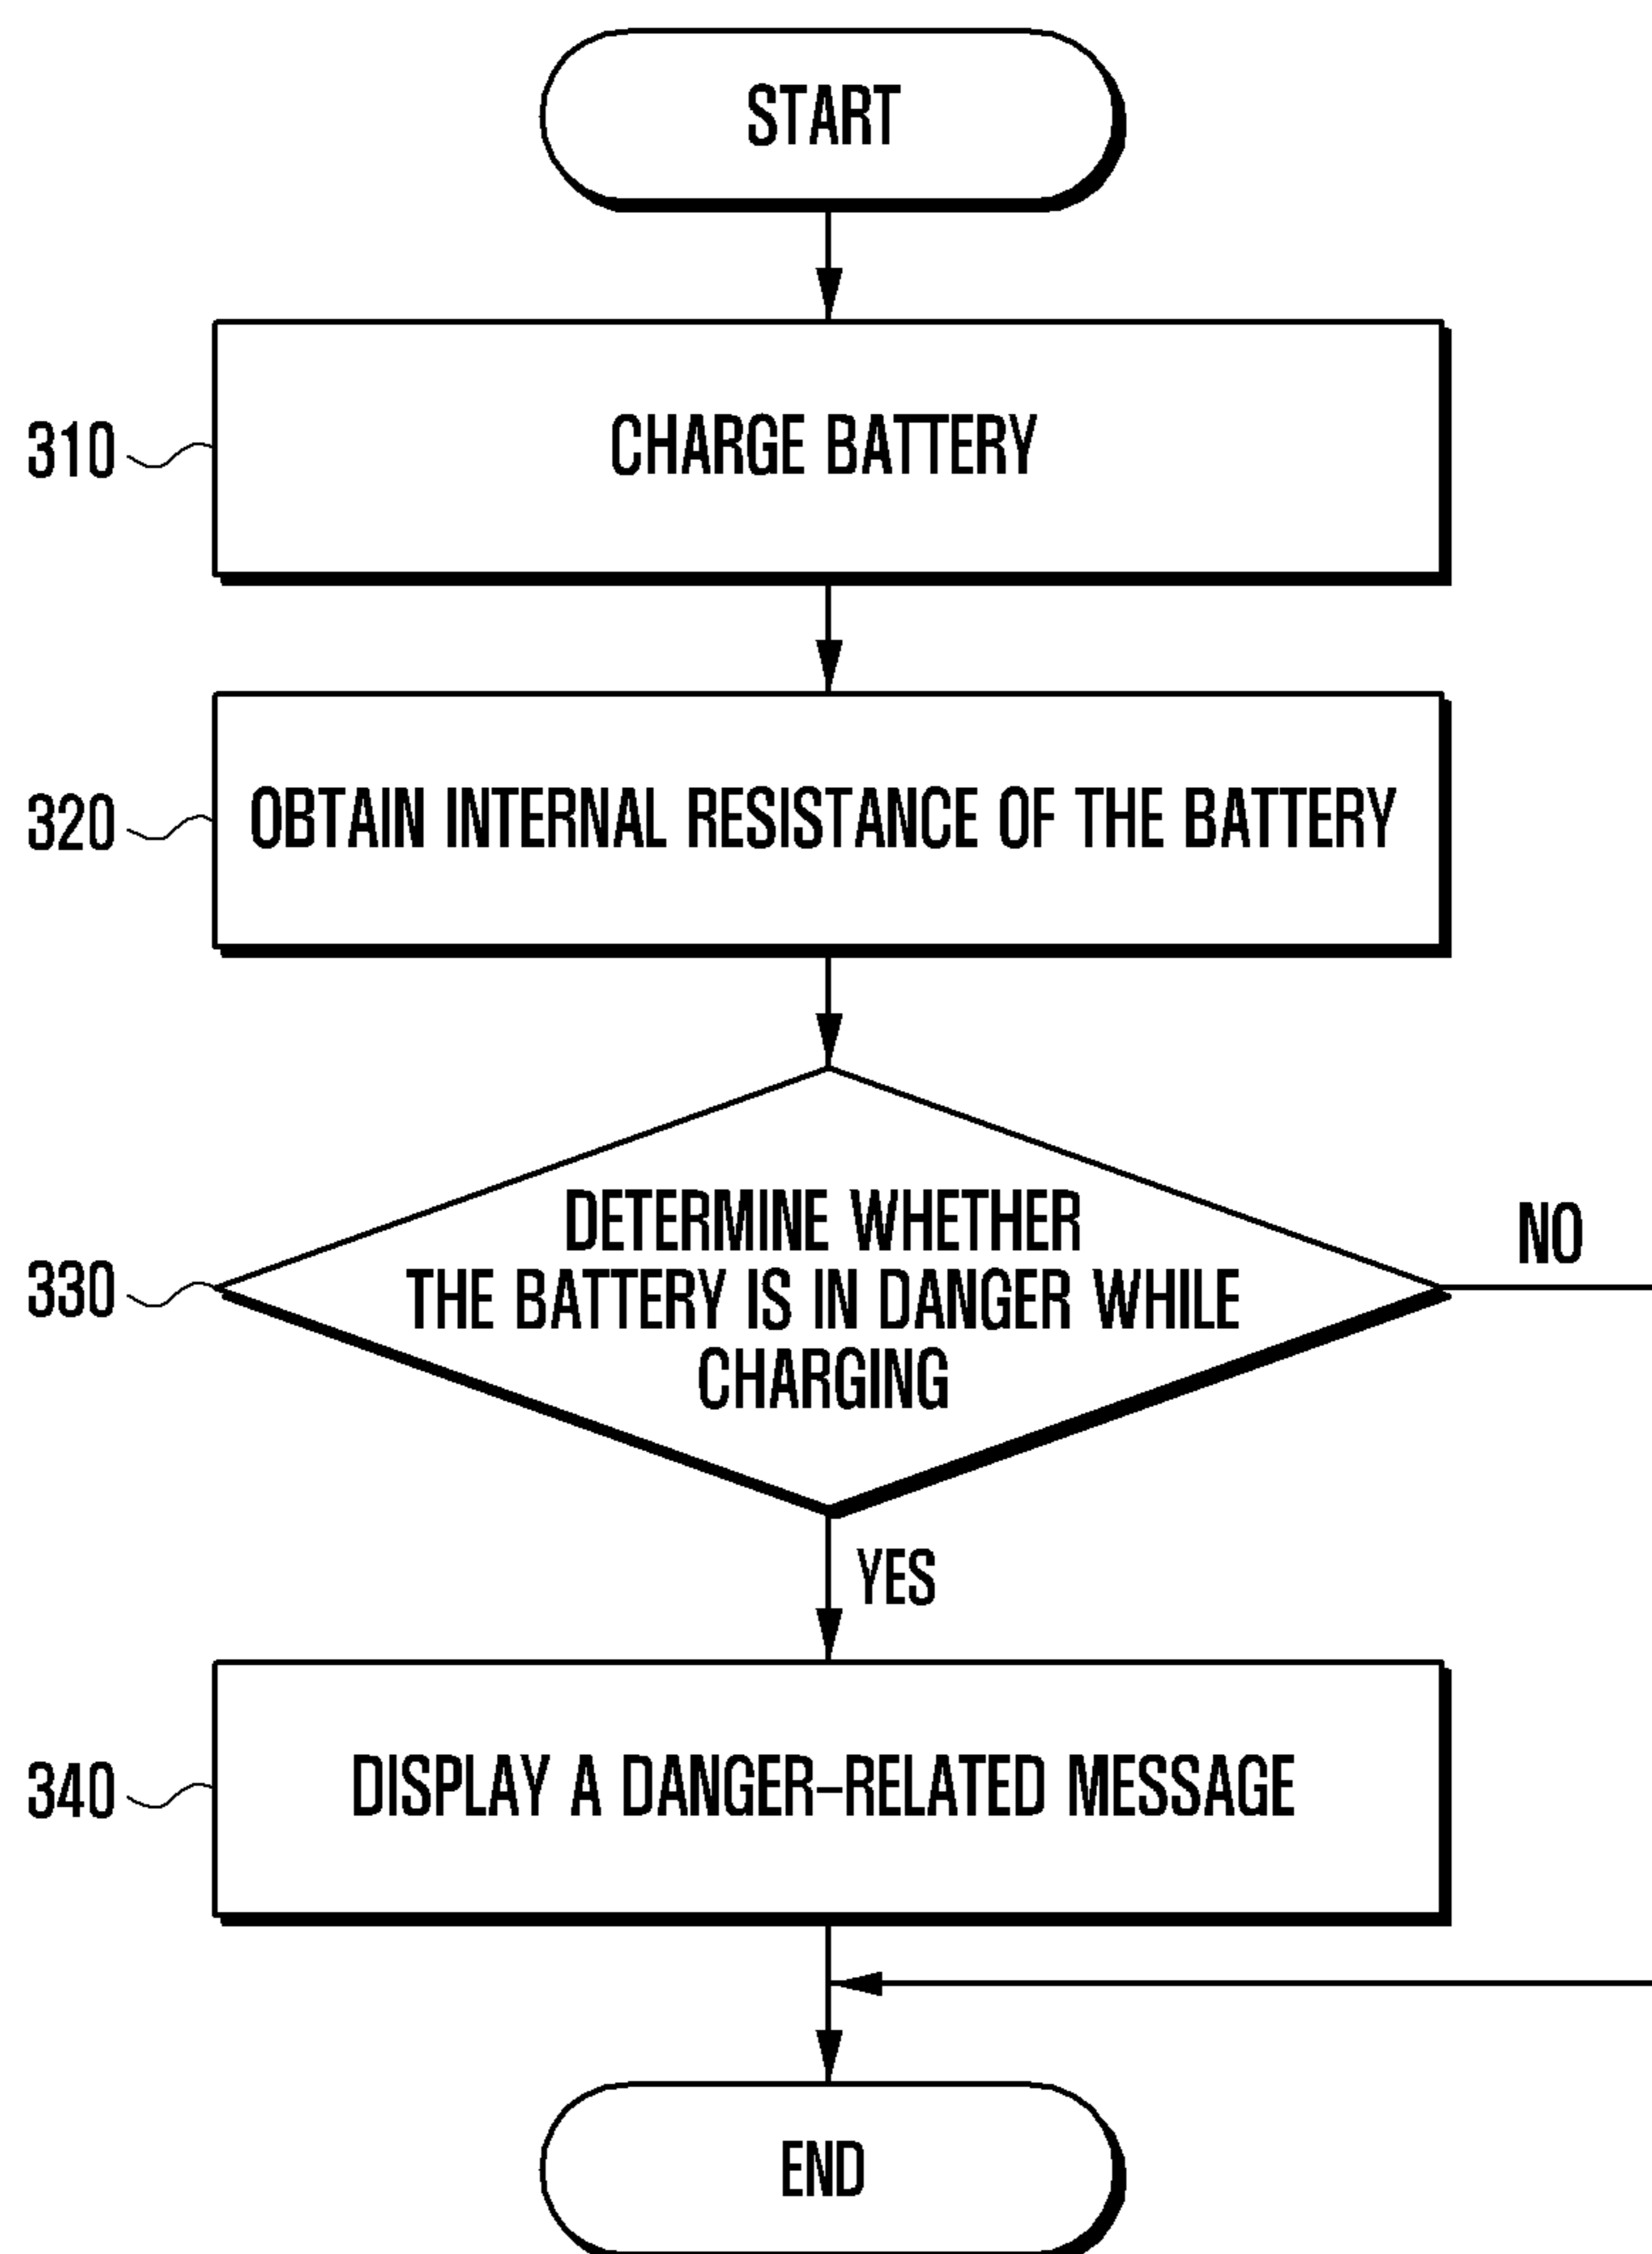 START
310
CHARGE BATTERY
320
OBTAIN INTERNAL RESISTANCE OF THE BATTERY
330
DETERMINE WHETHER
THE BATTERY IS IN DANGER WHILE
CHARGING
NO
YES
340
DISPLAY A DANGER-RELATED MESSAGE
END